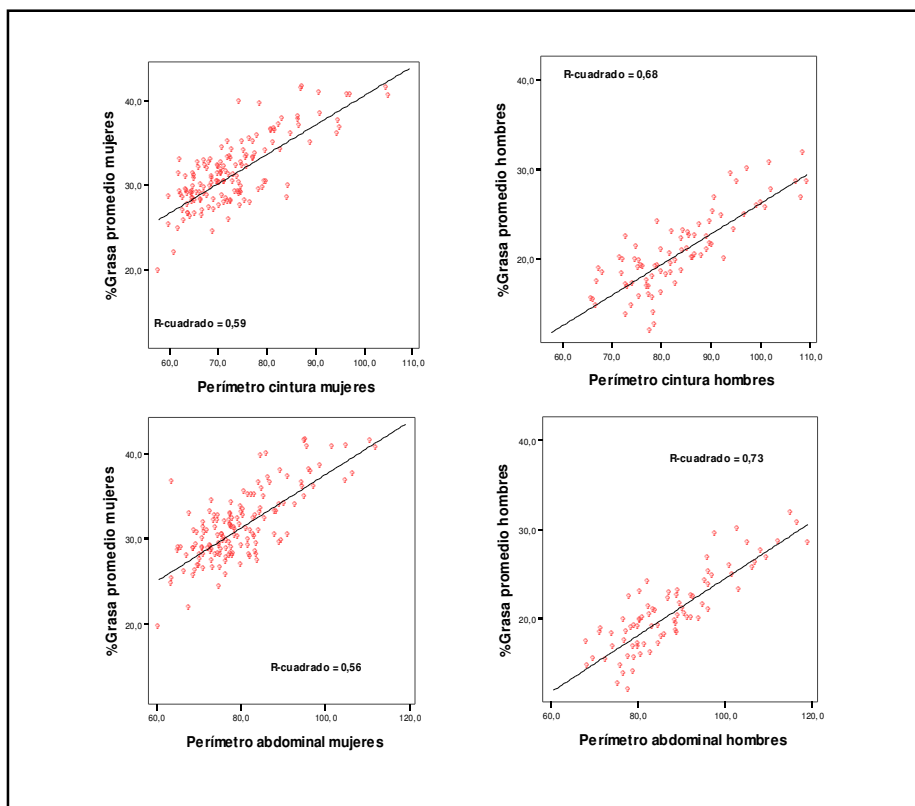 R-cuadrado = 0,59
%Grasa promedio mujeres
40,0
30,0
20,0
60,0 70,0 80,0 90,0 100,0 110,0
Perímetro cintura mujeres
R-cuadrado = 0,68
%Grasa promedio hombres
40,0
30,0
20,0
60,0 70,0 80,0 90,0 100,0 110,0
Perímetro cintura hombres
%Grasa promedio mujeres
40,0
30,0
20,0
R-cuadrado = 0,56
60,0 80,0 100,0 120,0
Perímetro abdominal mujeres
%Grasa promedio hombres
40,0
30,0
20,0
R-cuadrado = 0,73
60,0 80,0 100,0 120,0
Perímetro abdominal hombres